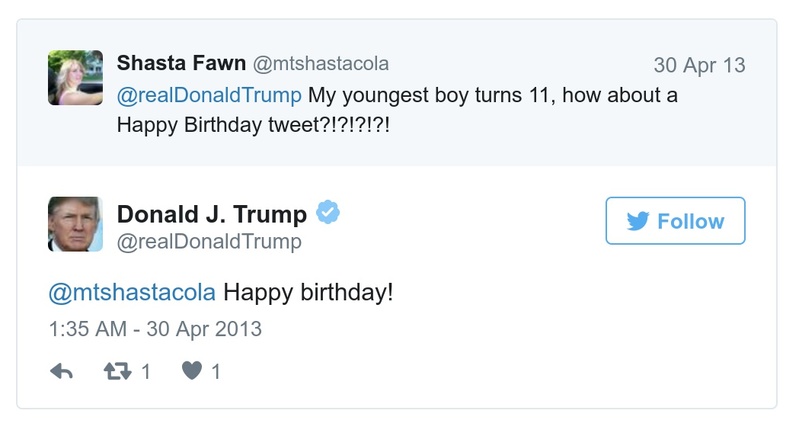 Shasta Fawn @mtshastacola 30 Apr 13
@realDonaldTrump My youngest boy turns 11, how about a
Happy Birthday tweet?!?!?!?!
Donald J. Trump
@realDonaldTrump
Follow
@mtshastacola Happy birthday!
1:35 AM - 30 Apr 2013
1 1